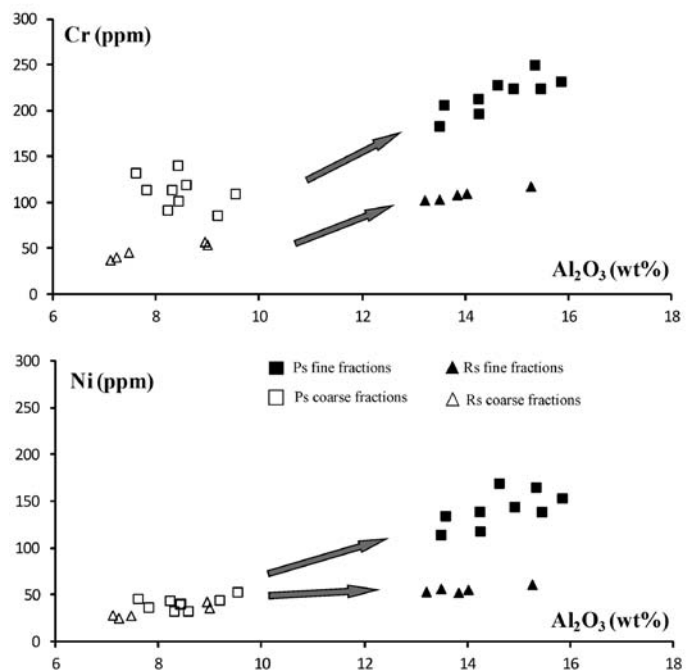 300
Cr (ppm)
250
200
150
100
50
Al₂O₃ (wt%)
0
6 8 10 12 14 16 18
300
Ni (ppm)
■ Ps fine fractions ▲ Rs fine fractions
250
□ Ps coarse fractions △ Rs coarse fractions
200
150
100
50
Al₂O₃ (wt%)
0
6 8 10 12 14 16 18